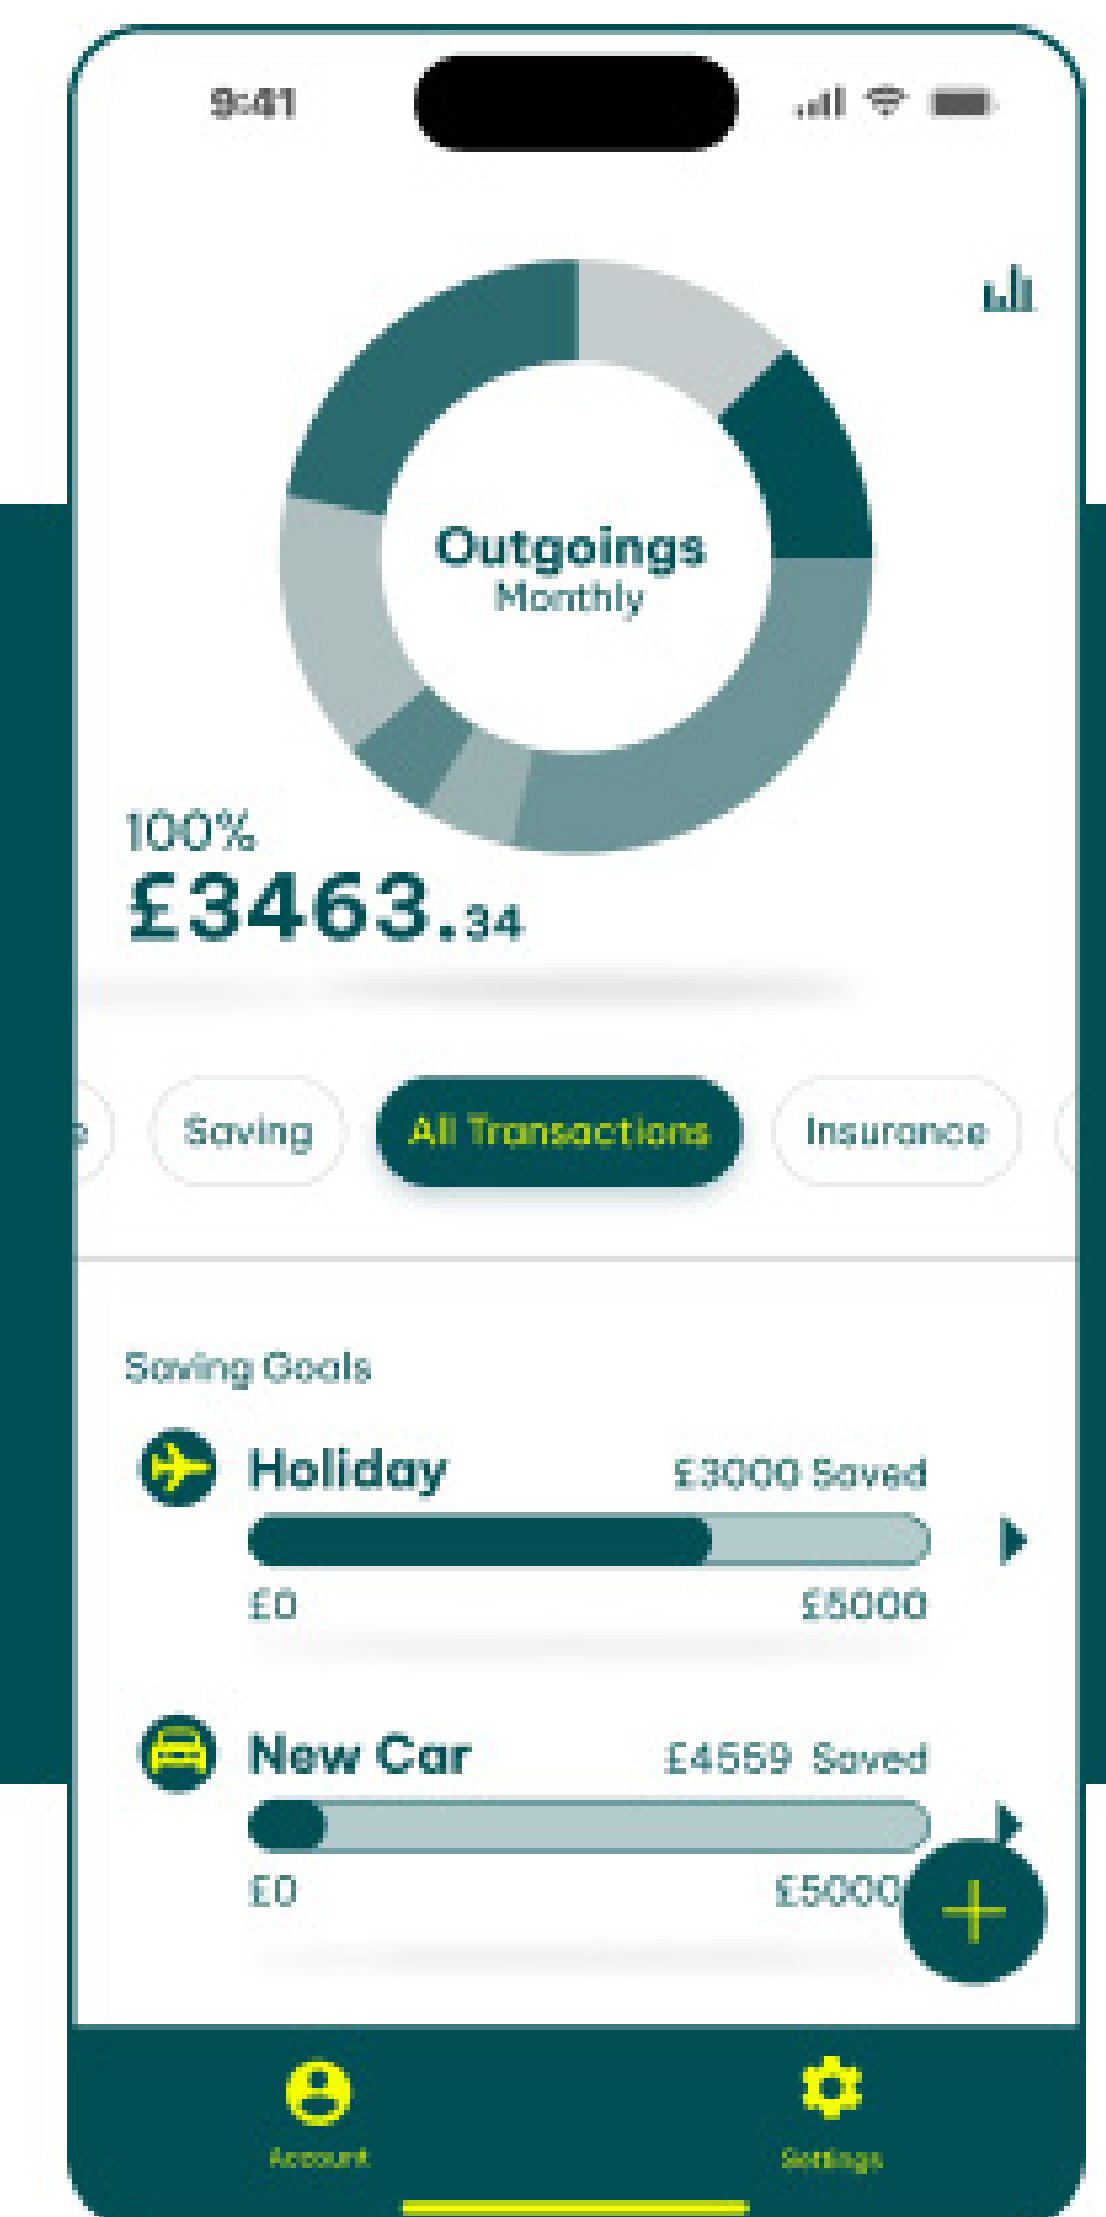 9:41
Outgoings
Monthly
100%
£3463.34
e Saving All Transactions Insurance
Saving Goals
Holiday £3000 Saved
£0 £5000
New Car £4559 Saved
£0 £5000
Account Settings